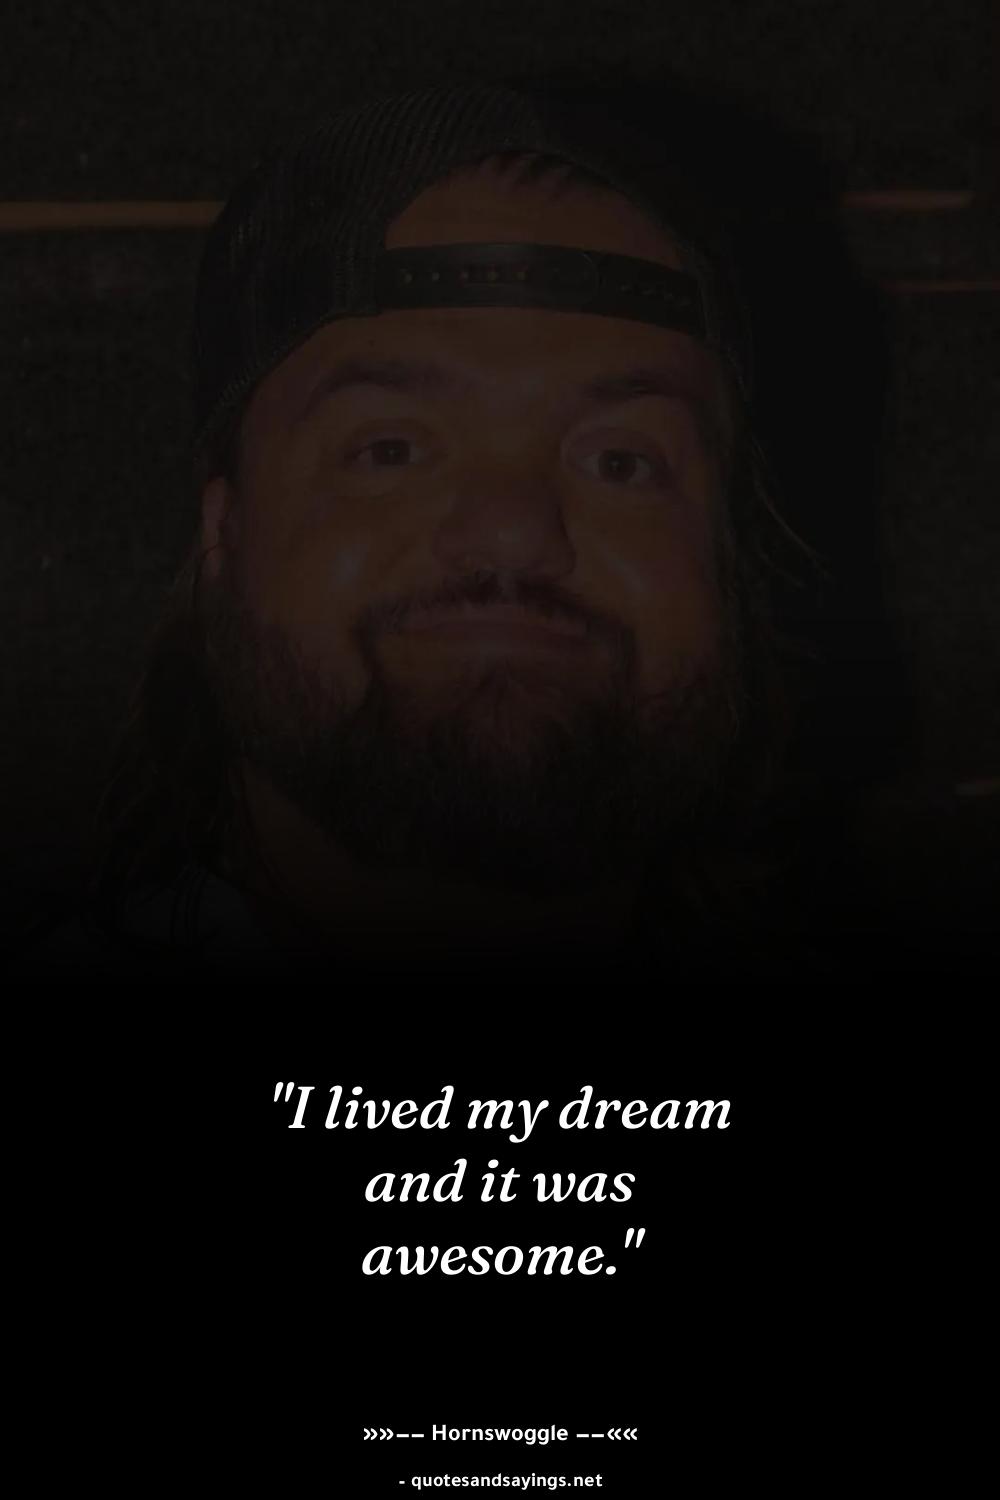 "I lived my dream
and it was
awesome."
»»−− Hornswoggle −−««
- quotesandsayings.net